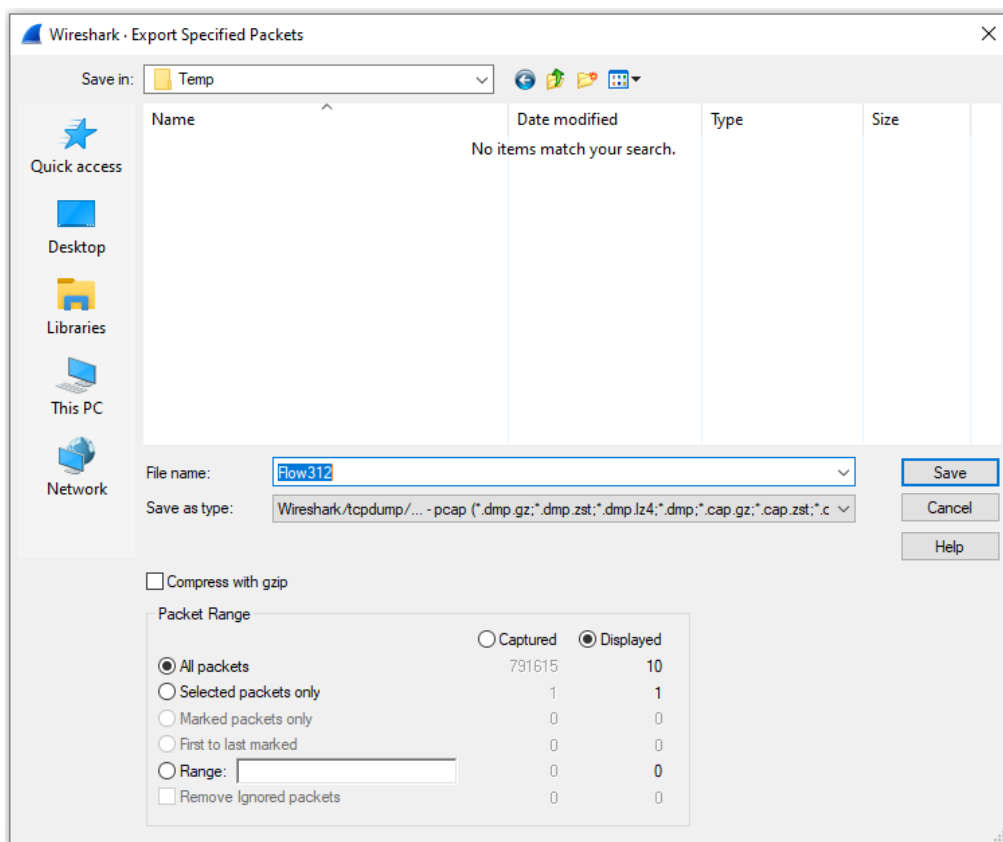 Wireshark · Export Specified Packets
Save in: Temp
Name Date modified Type Size
No items match your search.
Quick access
Desktop
Libraries
This PC
Network
File name: Flow312 Save
Save as type: Wireshark/tcpdump/... - pcap (*.dmp.gz;*.dmp.zst;*.dmp.lz4;*.dmp;*.cap.gz;*.cap.zst;*.c Cancel
Help
Compress with gzip
Packet Range
Captured Displayed
All packets 791615 10
Selected packets only 1 1
Marked packets only 0 0
First to last marked 0 0
Range: 0 0
Remove Ignored packets 0 0